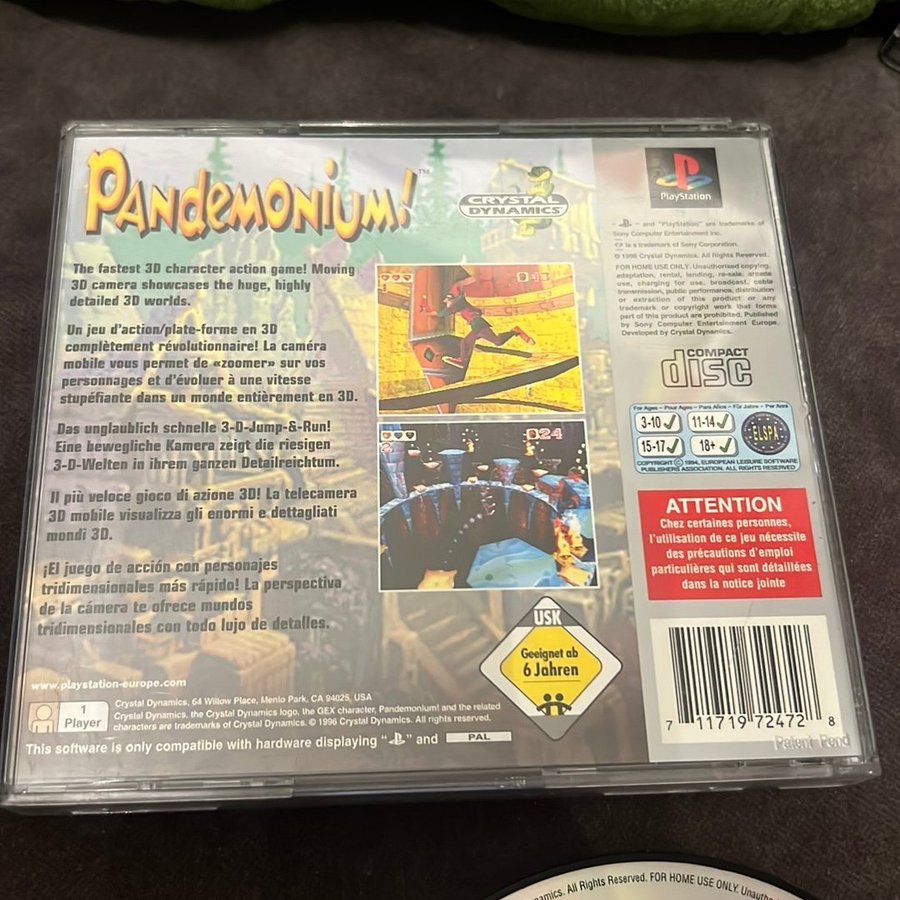 PANDEMONIUM!™
CRYSTAL
DYNAMICS
The fastest 3D character action game! Moving
3D camera showcases the huge, highly
detailed 3D worlds.
Un jeu d'action/plate-forme en 3D
complètement révolutionnaire! La caméra
mobile vous permet de «zoomer» sur vos
personnages et d'évoluer à une vitesse
stupéfiante dans un monde entièrement en 3D.
Das unglaublich schnelle 3-D-Jump-&-Run!
Eine bewegliche Kamera zeigt die riesigen
3-D-Welten in ihrem ganzen Detailreichtum.
Il più veloce gioco di azione 3D! La telecamera
3D mobile visualizza gli enormi e dettagliati
mondi 3D.
¡El juego de acción con personajes
tridimensionales más rápido! La perspectiva
de la cámara te ofrece mundos
tridimensionales con todo lujo de detalles.
2
24
USK
Geeignet ab
6 Jahren
www.playstation-europe.com
1
Player
Crystal Dynamics, 64 Willow Place, Menlo Park, CA 94025, USA
Crystal Dynamics, the Crystal Dynamics logo, the GEX character, Pandemonium! and the related
characters are trademarks of Crystal Dynamics. © 1996 Crystal Dynamics. All rights reserved.
This software is only compatible with hardware displaying " " and PAL
PlayStation
and "PlayStation" are trademarks of
Sony Computer Entertainment Inc.
is a trademark of Sony Corporation.
© 1996 Crystal Dynamics. All Rights Reserved.
FOR HOME USE ONLY. Unauthorised copying,
adaptation, rental, lending, re-sale, arcade
use, charging for use, broadcast, cable
transmission, public performance, distribution
or extraction of this product or any
trademark or copyright work that forms
part of this product are prohibited. Published
by Sony Computer Entertainment Europe.
Developed by Crystal Dynamics.
COMPACT
disc
For Ages – Pour Ages – Para Años – Für Jahre – Per Anni
3-10 11-14
15-17 18+
ELSPA
COPYRIGHT © 1994, EUROPEAN LEISURE SOFTWARE
PUBLISHERS ASSOCIATION. ALL RIGHTS RESERVED
ATTENTION
Chez certaines personnes,
l'utilisation de ce jeu nécessite
des précautions d'emploi
particulières qui sont détaillées
dans la notice jointe
7 11719 72472 8
Patent Pend
amics. All Rights Reserved. FOR HOME USE ONLY.